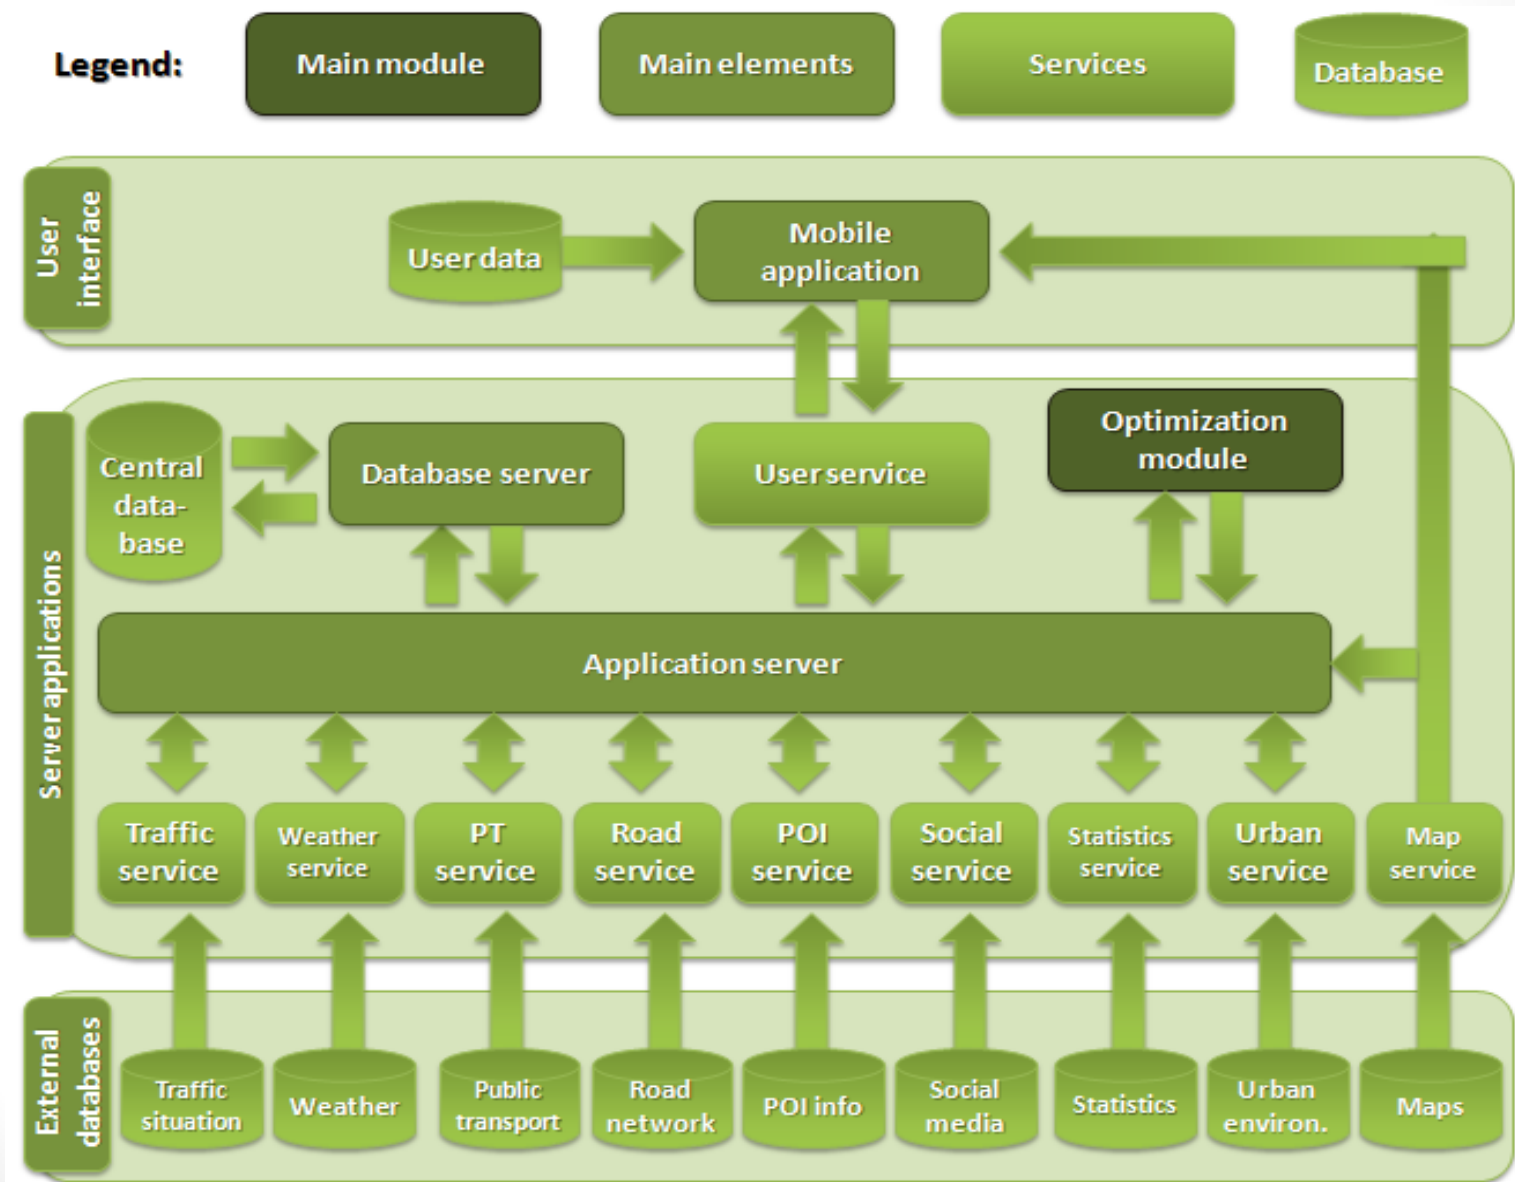 Legend:
Main module
Main elements
Services
Database
User
interface
User data
Mobile
application
Server applications
Central
data-
base
Database server
User service
Optimization
module
Application server
Traffic
service
Weather
service
PT
service
Road
service
POI
service
Social
service
Statistics
service
Urban
service
Map
service
External
databases
Traffic
situation
Weather
Public
transport
Road
network
POI info
Social
media
Statistics
Urban
environ.
Maps